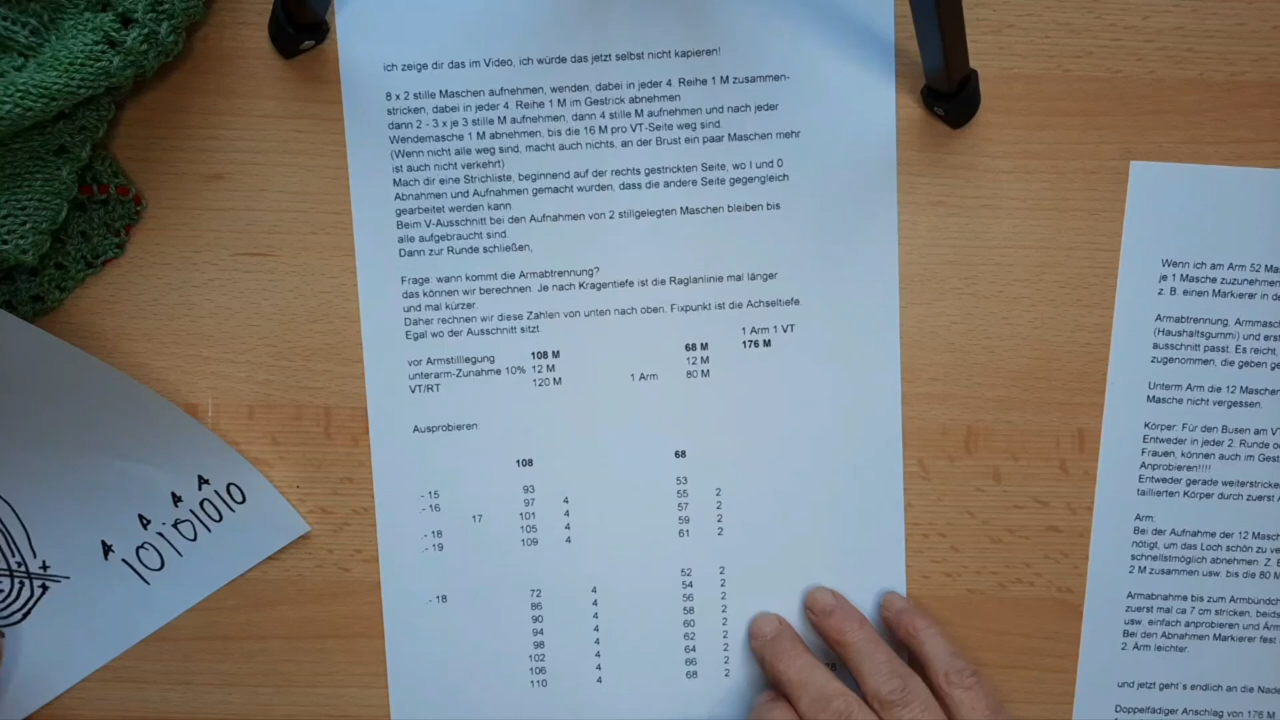 ich zeige dir das im Video, ich würde das jetzt selbst nicht kapieren!
8 x 2 stille Maschen aufnehmen, wenden, dabei in jeder 4. Reihe 1 M zusammen-
stricken, dabei in jeder 4. Reihe 1 M im Gestrick abnehmen
dann 2 - 3 x je 3 stille M aufnehmen, dann 4 stille M aufnehmen und nach jeder
Wendemasche 1 M abnehmen, bis die 16 M pro VT-Seite weg sind.
(Wenn nicht alle weg sind, macht auch nichts, an der Brust ein paar Maschen mehr
ist auch nicht verkehrt)
Mach dir eine Strichliste, beginnend auf der rechts gestrickten Seite, wo I und 0
Abnahmen und Aufnahmen gemacht wurden, dass die andere Seite gegengleich
gearbeitet werden kann.
Beim V-Ausschnitt bei den Aufnahmen von 2 stillgelegten Maschen bleiben bis
alle aufgebraucht sind.
Dann zur Runde schließen,
Frage: wann kommt die Armabtrennung?
das können wir berechnen. Je nach Kragentiefe ist die Raglanlinie mal länger
und mal kürzer.
Daher rechnen wir diese Zahlen von unten nach oben. Fixpunkt ist die Achseltiefe.
Egal wo der Ausschnitt sitzt.
1 Arm 1 VT
vor Armstilllegung 108 M 68 M 176 M
unterarm-Zunahme 10% 12 M 12 M
VT/RT 120 M 1 Arm 80 M
Ausprobieren:
108 68
- 15 93 53
- 16 97 4 55 2
17 101 4 57 2
- 18 105 4 59 2
- 19 109 4 61 2
52 2
- 18 72 4 54 2
86 4 56 2
90 4 58 2
94 4 60 2
98 4 62 2
102 4 64 2
106 4 66 2
110 4 68 2
78
A A A A
10101010
Wenn ich am Arm 52
je 1 Masche zuzunehmen
z. B. einen Markierer in
Armabtrennung,
(Haushaltsgummi) und
ausschnitt passt. Es reicht,
zugenommen, die geben
Unterm Arm die 12 Maschen
Masche nicht vergessen.
Körper: Für den Busen am
Entweder in jeder 2. Runde
Frauen, können auch im
Anprobieren!!!!
Entweder gerade
taillierten Körper durch zuerst
Arm:
Bei der Aufnahme der 12
nötigt, um das Loch schön zu
schnellstmöglich abnehmen. Z.
2 M zusammen usw. bis die 80
Armabnahme bis zum
zuerst mal ca 7 cm stricken,
usw. einfach anprobieren und
Bei den Abnahmen Markierer
2. Arm leichter.
und jetzt geht's endlich an die
Doppelfädiger Anschlag von 176 M